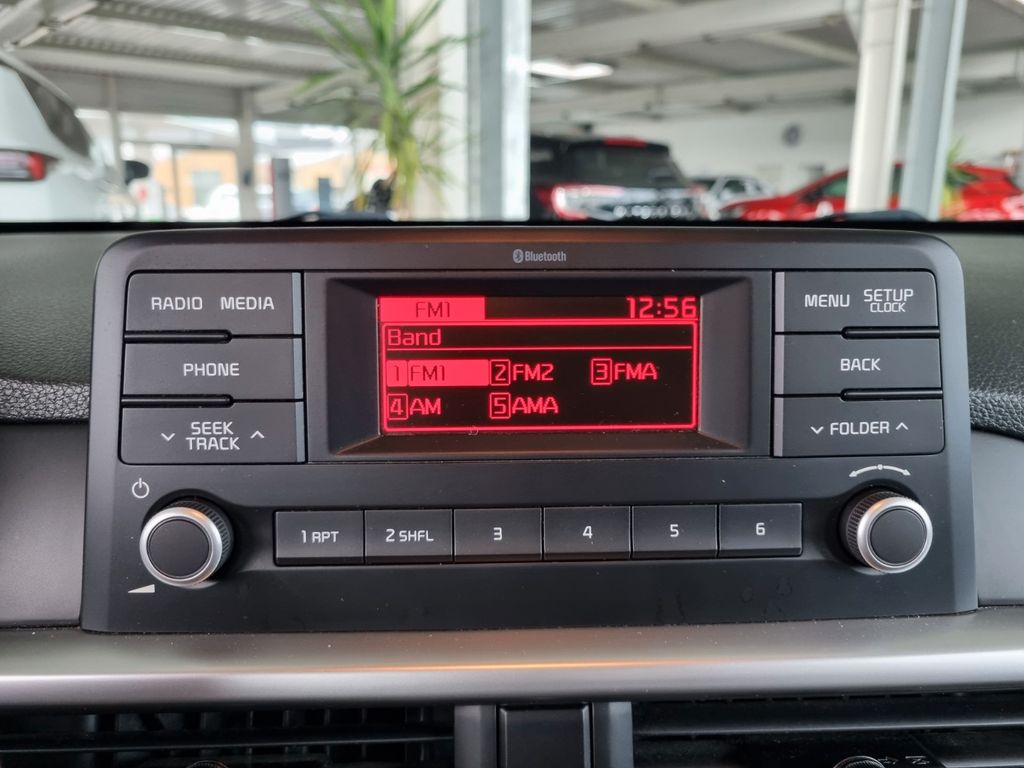 Bluetooth
RADIO MEDIA
FM1 12:56
MENU SETUP
CLOCK
Band
PHONE
1 FM1 2 FM2 3 FMA
BACK
4 AM 5 AMA
SEEK
TRACK
FOLDER
1 RPT 2 SHFL 3 4 5 6